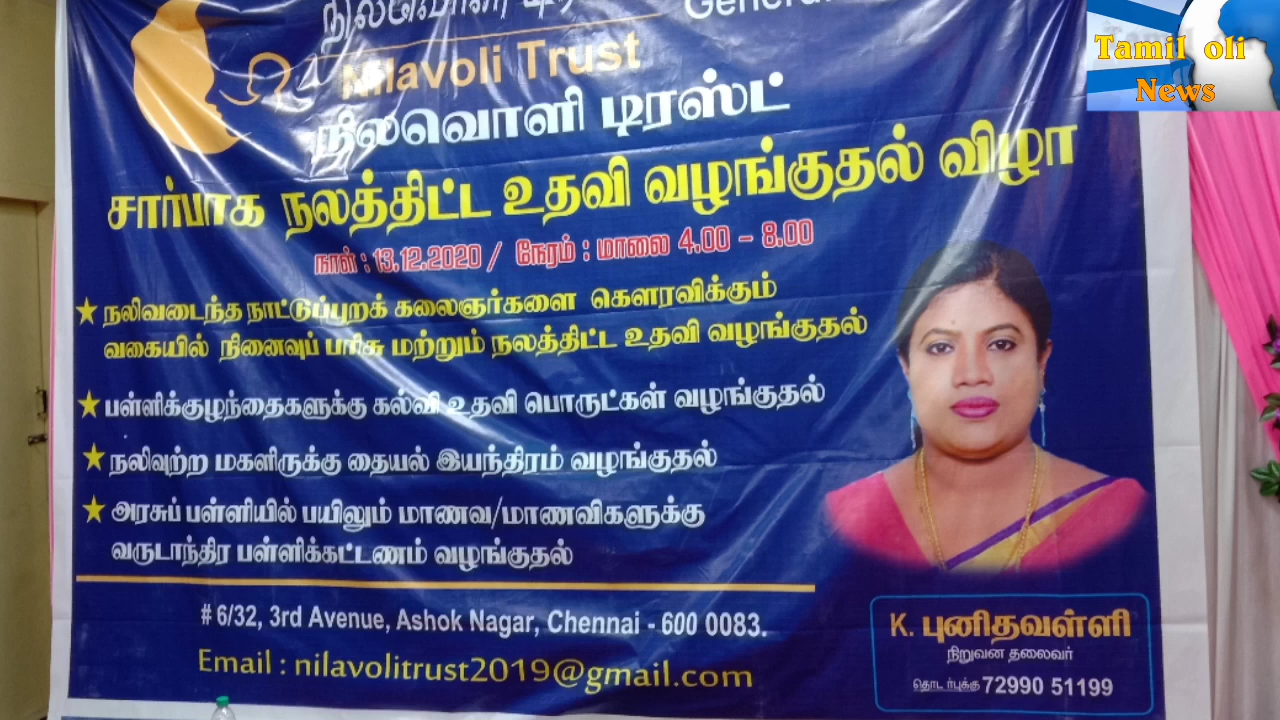 General
Tamil oli
News
Nilavoli Trust
நிலவொளி டிரஸ்ட்
சார்பாக நலத்திட்ட உதவி வழங்குதல் விழா
நாள் : 13.12.2020 / நேரம் : மாலை 4.00 - 8.00
நலிவடைந்த நாட்டுப்புறக் கலைஞர்களை கௌரவிக்கும்
வகையில் நினைவுப் பரிசு மற்றும் நலத்திட்ட உதவி வழங்குதல்
பள்ளிக்குழந்தைகளுக்கு கல்வி உதவி பொருட்கள் வழங்குதல்
நலிவுற்ற மகளிருக்கு தையல் இயந்திரம் வழங்குதல்
அரசுப் பள்ளியில் பயிலும் மாணவ/மாணவிகளுக்கு
வருடாந்திர பள்ளிக்கட்டணம் வழங்குதல்
# 6/32, 3rd Avenue, Ashok Nagar, Chennai - 600 0083.
Email : nilavolitrust2019@gmail.com
K. புனிதவள்ளி
நிறுவன தலைவர்
தொடர்புக்கு 72990 51199